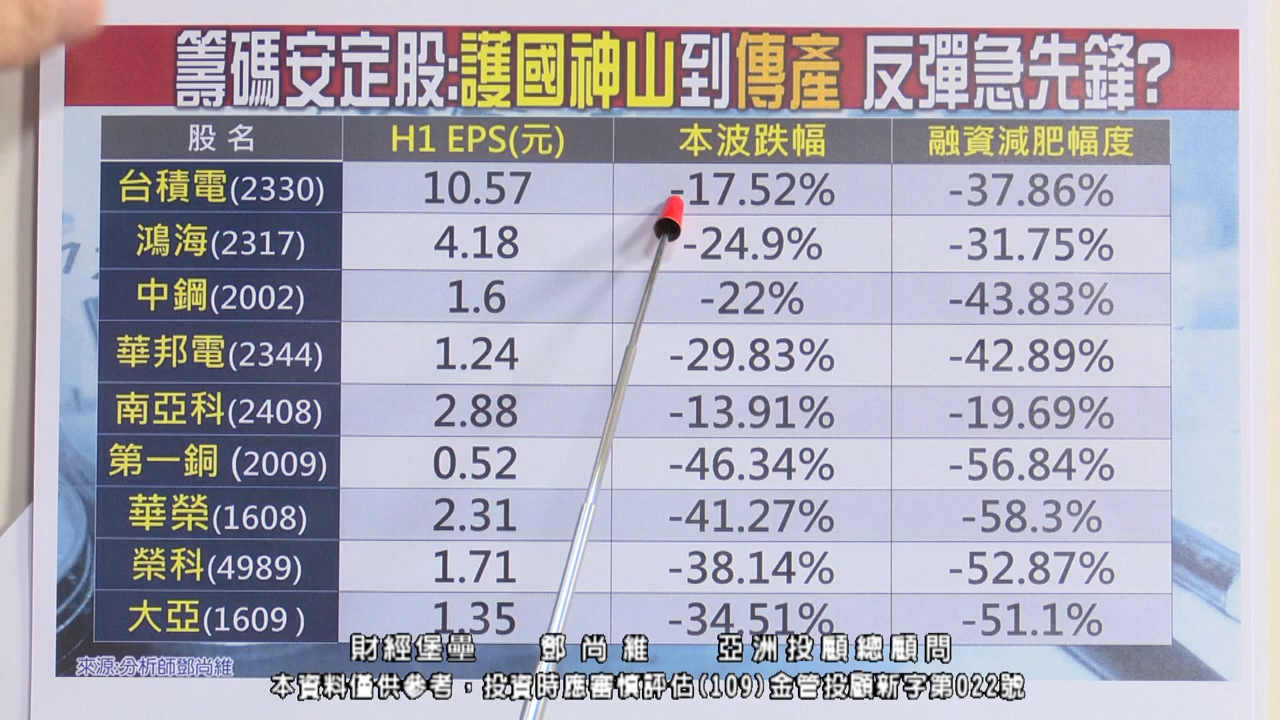 籌碼安定股:護國神山到傳產 反彈急先鋒?
股名 H1 EPS(元) 本波跌幅 融資減肥幅度
台積電(2330) 10.57 -17.52% -37.86%
鴻海(2317) 4.18 -24.9% -31.75%
中鋼(2002) 1.6 -22% -43.83%
華邦電(2344) 1.24 -29.83% -42.89%
南亞科(2408) 2.88 -13.91% -19.69%
第一銅 (2009) 0.52 -46.34% -56.84%
華榮(1608) 2.31 -41.27% -58.3%
榮科(4989) 1.71 -38.14% -52.87%
大亞(1609 ) 1.35 -34.51% -51.1%
來源:分析師鄧尚維
財經堡壘 鄧尚維 亞洲投顧總顧問
本資料僅供參考，投資時應審慎評估(109)金管投顧新字第022號